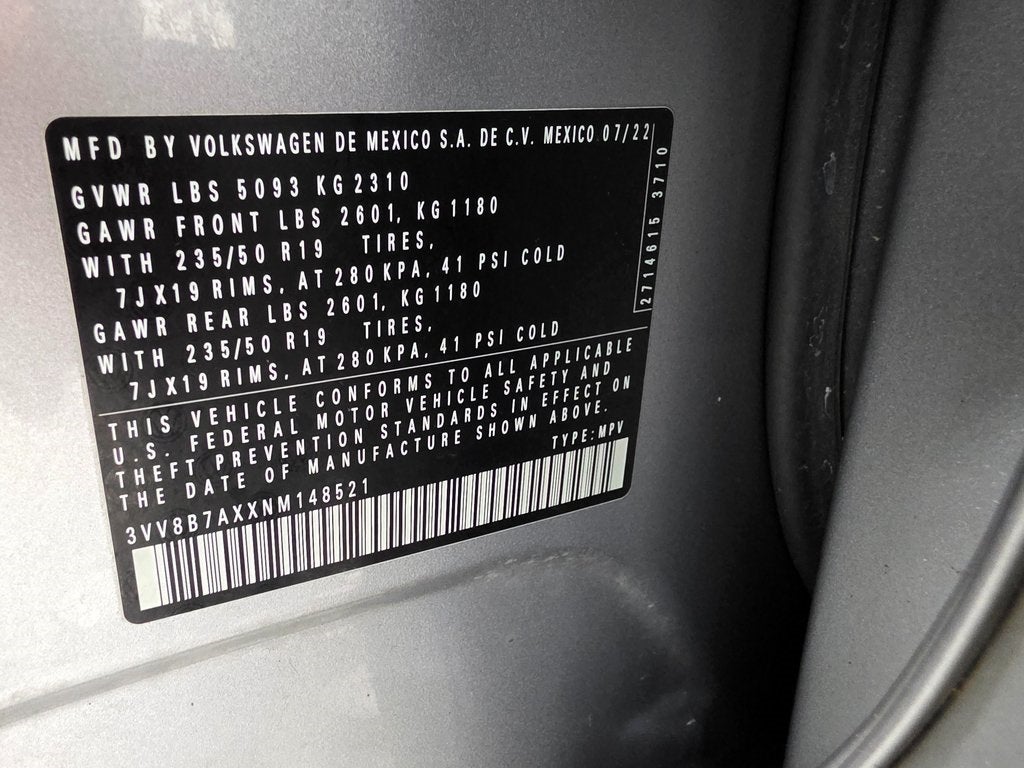 MFD BY VOLKSWAGEN DE MEXICO S.A. DE C.V. MEXICO 07/22
GVWR LBS 5093 KG 2310
GAWR FRONT LBS 2601, KG 1180
WITH 235/50 R19 TIRES,
7JX19 RIMS, AT 280 KPA, 41 PSI COLD
GAWR REAR LBS 2601, KG 1180
WITH 235/50 R19 TIRES,
7JX19 RIMS, AT 280 KPA, 41 PSI COLD
2714615 3710
THIS VEHICLE CONFORMS TO ALL APPLICABLE
U.S. FEDERAL MOTOR VEHICLE SAFETY AND
THEFT PREVENTION STANDARDS IN EFFECT ON
THE DATE OF MANUFACTURE SHOWN ABOVE.
TYPE: MPV
3VV8B7AXXNM148521